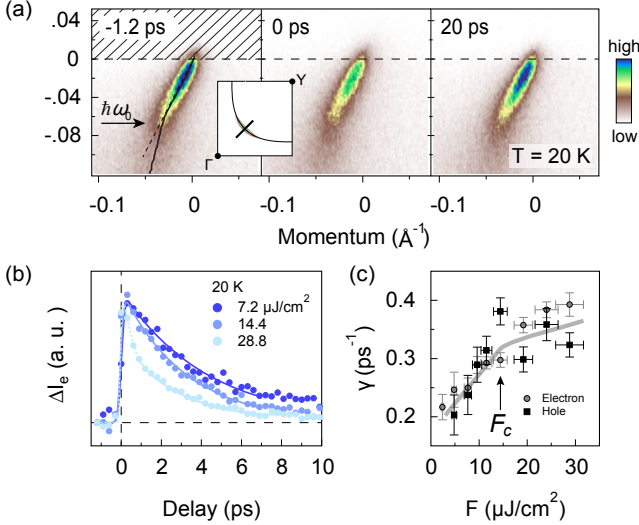 (a)
.04
0
-.04
-.08
-1.2 ps
0 ps
20 ps
high
low
ħω₀
Y
Γ
T = 20 K
-0.1 0 -0.1 0 -0.1 0
Momentum (Å⁻¹)
(b)
20 K
7.2 µJ/cm²
14.4
28.8
ΔIₑ (a. u.)
0 2 4 6 8 10
Delay (ps)
(c)
0.4
0.3
0.2
γ (ps⁻¹)
F_c
Electron
Hole
0 10 20 30
F (µJ/cm²)